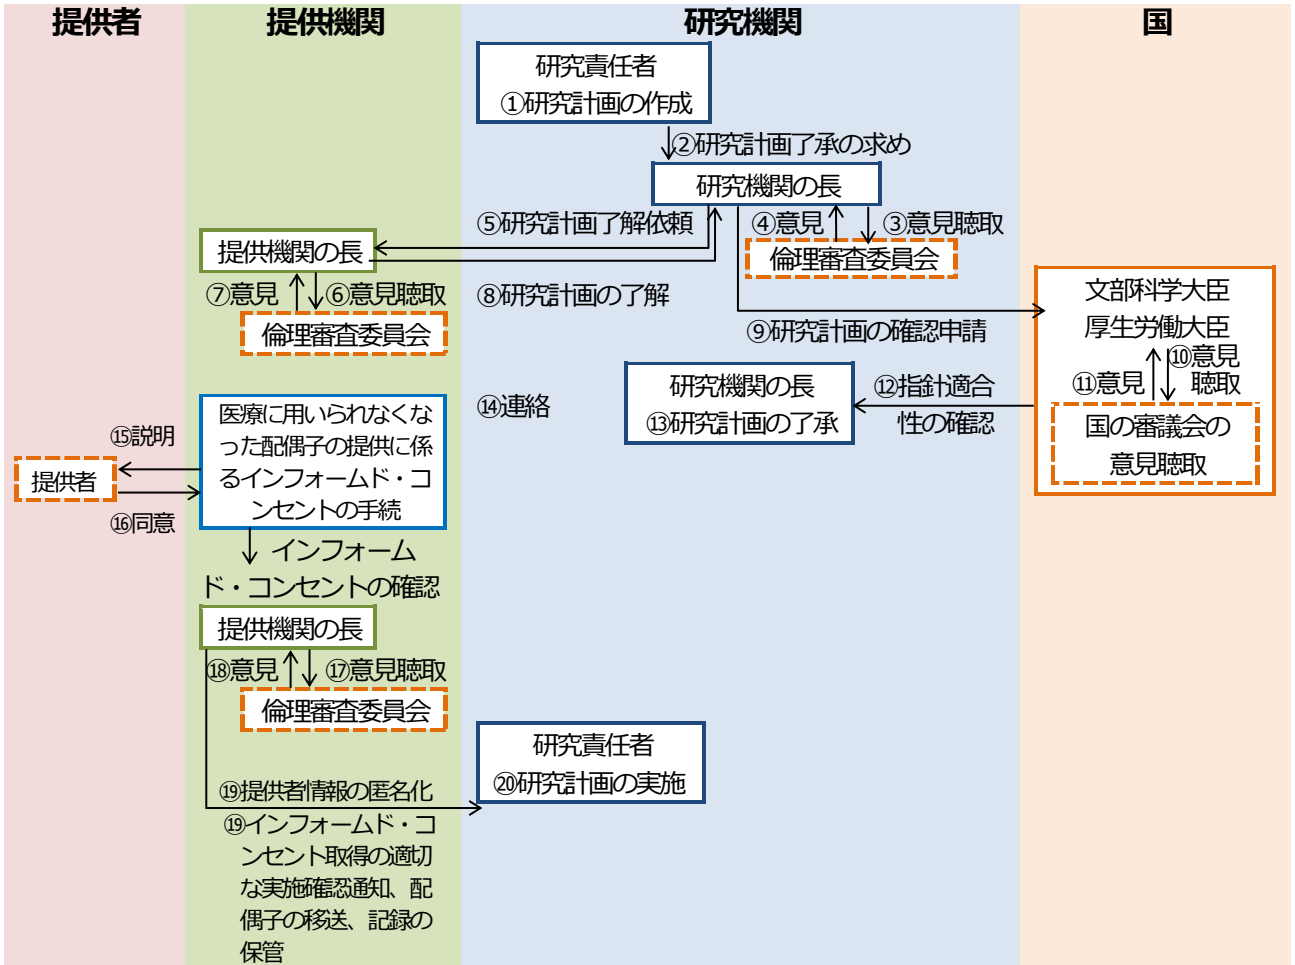 提供者
提供機関
研究機関
国
研究責任者
①研究計画の作成
②研究計画了承の求め
研究機関の長
⑤研究計画了解依頼
④意見
③意見聴取
倫理審査委員会
提供機関の長
⑦意見
⑥意見聴取
⑧研究計画の了解
倫理審査委員会
⑨研究計画の確認申請
文部科学大臣
厚生労働大臣
⑩意見
聴取
⑪意見
国の審議会の
意見聴取
⑫指針適合
性の確認
研究機関の長
⑬研究計画の了承
⑭連絡
医療に用いられなくな
った配偶子の提供に係
るインフォームド・コ
ンセントの手続
⑮説明
提供者
⑯同意
インフォーム
ド・コンセントの確認
提供機関の長
⑱意見
⑰意見聴取
倫理審査委員会
研究責任者
⑳研究計画の実施
⑲提供者情報の匿名化
⑲インフォームド・コ
ンセント取得の適切
な実施確認通知、配
偶子の移送、記録の
保管